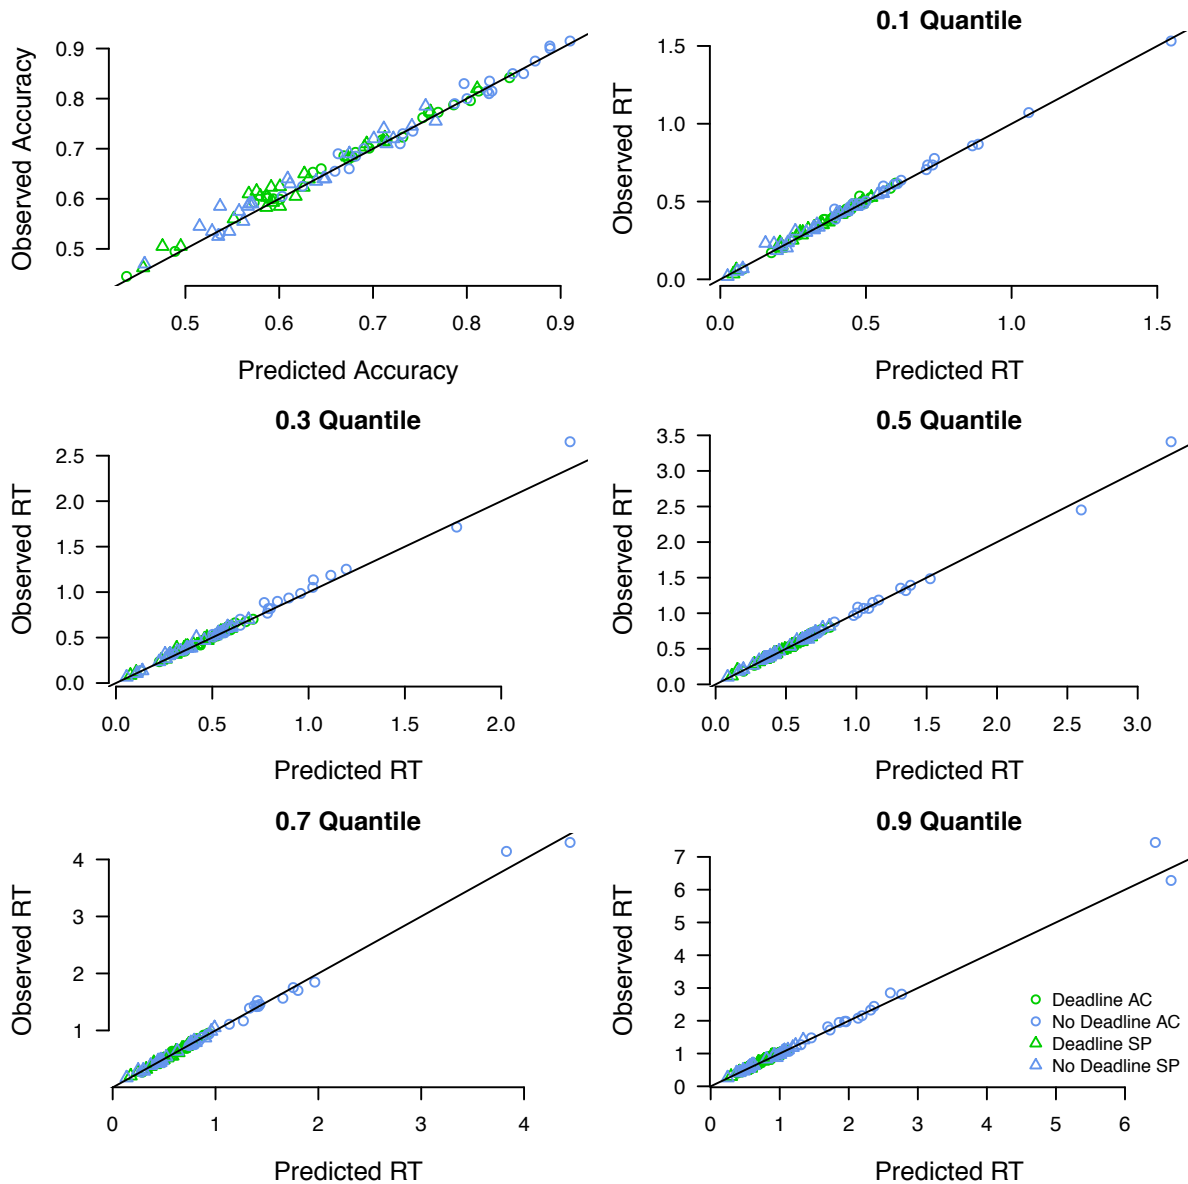 0.1 Quantile
Observed Accuracy
0.9
0.8
0.7
0.6
0.5
0.5 0.6 0.7 0.8 0.9
Predicted Accuracy
Observed RT
1.5
1.0
0.5
0.0
0.0 0.5 1.0 1.5
Predicted RT
0.3 Quantile
Observed RT
2.5
2.0
1.5
1.0
0.5
0.0
0.0 0.5 1.0 1.5 2.0
Predicted RT
0.5 Quantile
Observed RT
3.5
3.0
2.5
2.0
1.5
1.0
0.5
0.0
0.0 0.5 1.0 1.5 2.0 2.5 3.0
Predicted RT
0.7 Quantile
Observed RT
4
3
2
1
0 1 2 3 4
Predicted RT
0.9 Quantile
Observed RT
7
6
5
4
3
2
1
0
Deadline AC
No Deadline AC
Deadline SP
No Deadline SP
0 1 2 3 4 5 6
Predicted RT